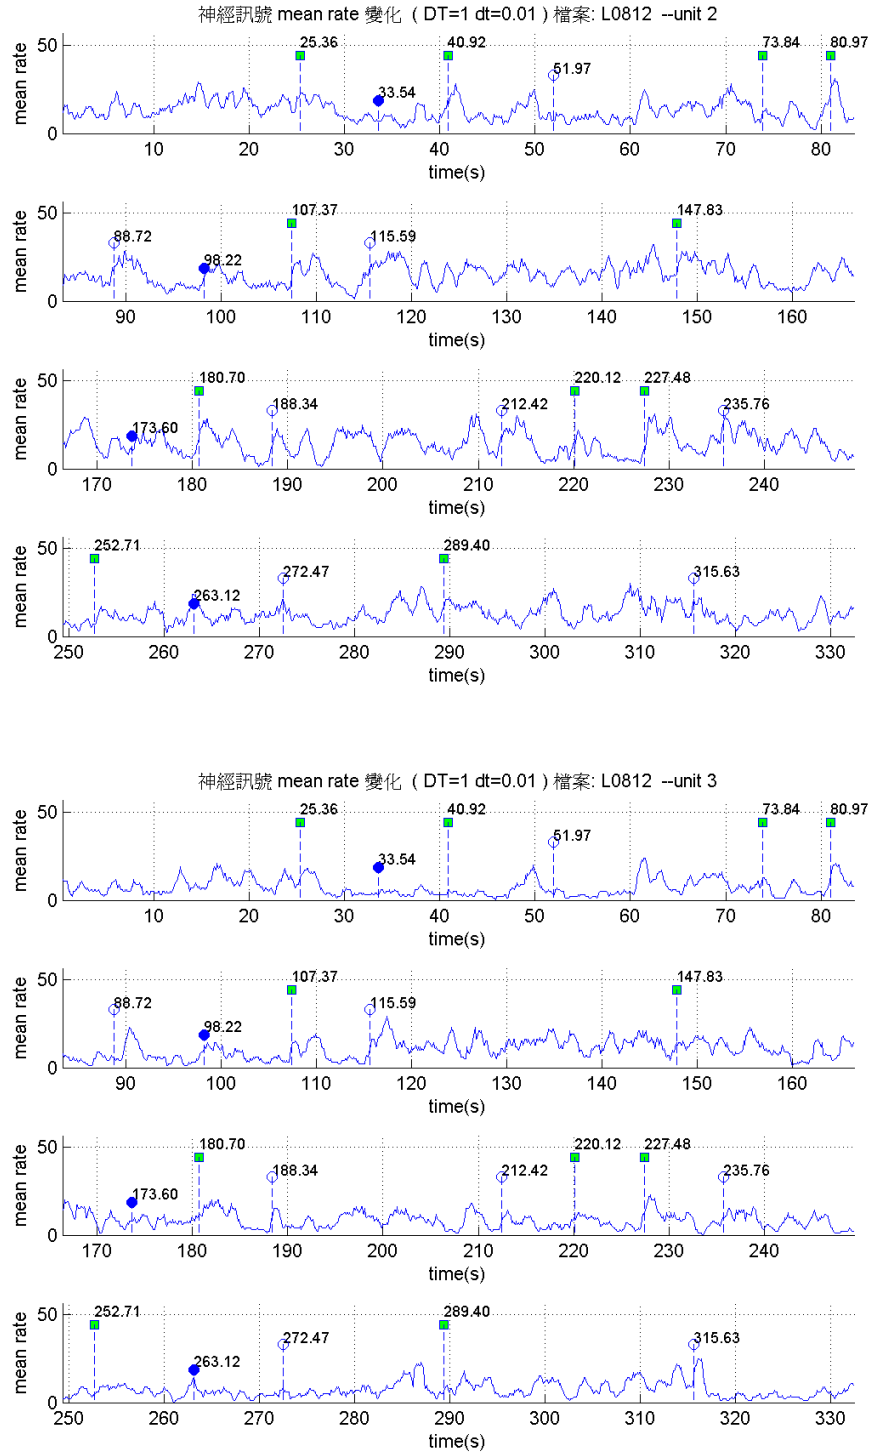 神經訊號 mean rate 變化 ( DT=1 dt=0.01 ) 檔案: L0812 --unit 2
50
0
mean rate
25.36
33.54
40.92
51.97
73.84
80.97
10 20 30 40 50 60 70 80
time(s)
50
0
mean rate
88.72
98.22
107.37
115.59
147.83
90 100 110 120 130 140 150 160
time(s)
50
0
mean rate
173.60
180.70
188.34
212.42
220.12
227.48
235.76
170 180 190 200 210 220 230 240
time(s)
50
0
mean rate
252.71
263.12
272.47
289.40
315.63
250 260 270 280 290 300 310 320 330
time(s)
神經訊號 mean rate 變化 ( DT=1 dt=0.01 ) 檔案: L0812 --unit 3
50
0
mean rate
25.36
33.54
40.92
51.97
73.84
80.97
10 20 30 40 50 60 70 80
time(s)
50
0
mean rate
88.72
98.22
107.37
115.59
147.83
90 100 110 120 130 140 150 160
time(s)
50
0
mean rate
173.60
180.70
188.34
212.42
220.12
227.48
235.76
170 180 190 200 210 220 230 240
time(s)
50
0
mean rate
252.71
263.12
272.47
289.40
315.63
250 260 270 280 290 300 310 320 330
time(s)